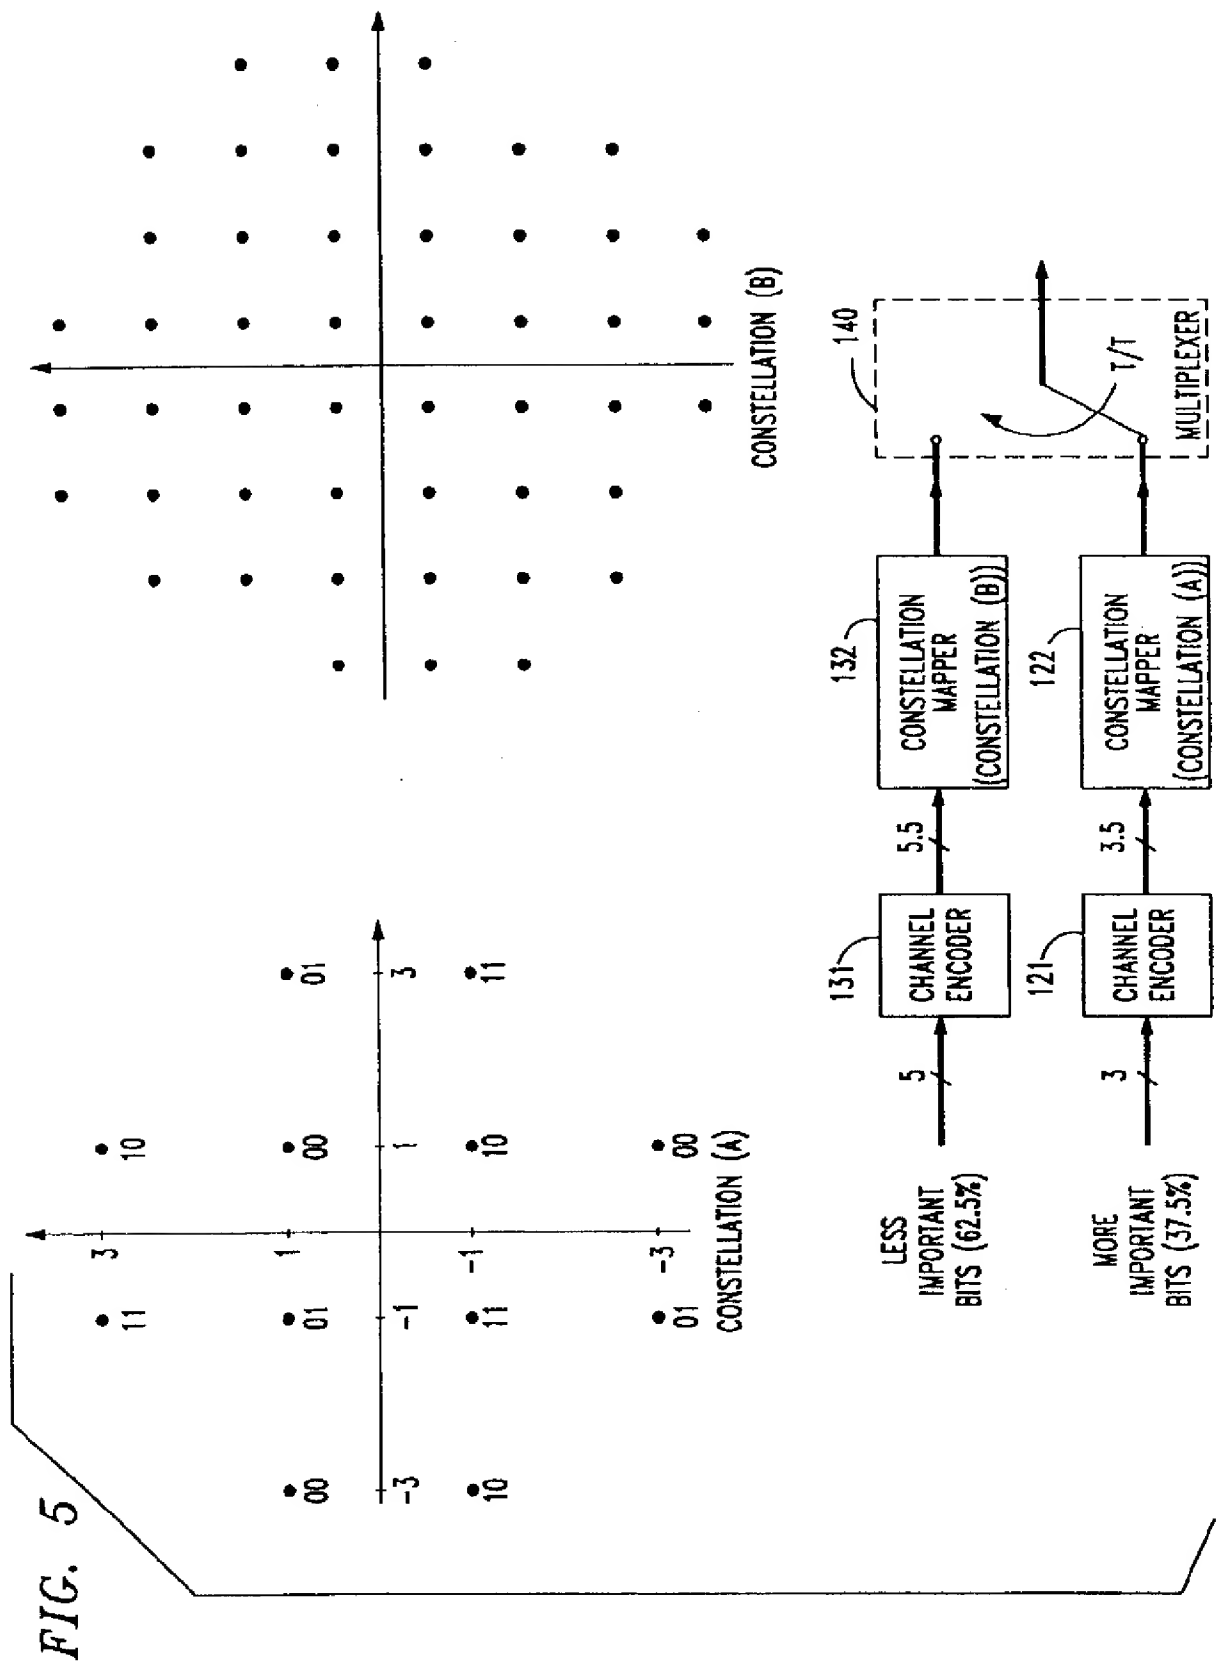 FIG. 5
3
11
10
1
00
01
00
01
-3
-1
1
3
-1
10
11
10
11
-3
01
00
CONSTELLATION (A)
CONSTELLATION (B)
LESS
IMPORTANT
BITS (62.5%)
5
131
CHANNEL
ENCODER
5.5
132
CONSTELLATION
MAPPER
(CONSTELLATION (B))
140
MORE
IMPORTANT
BITS (37.5%)
3
121
CHANNEL
ENCODER
3.5
122
CONSTELLATION
MAPPER
(CONSTELLATION (A))
T/T
MULTIPLEXER